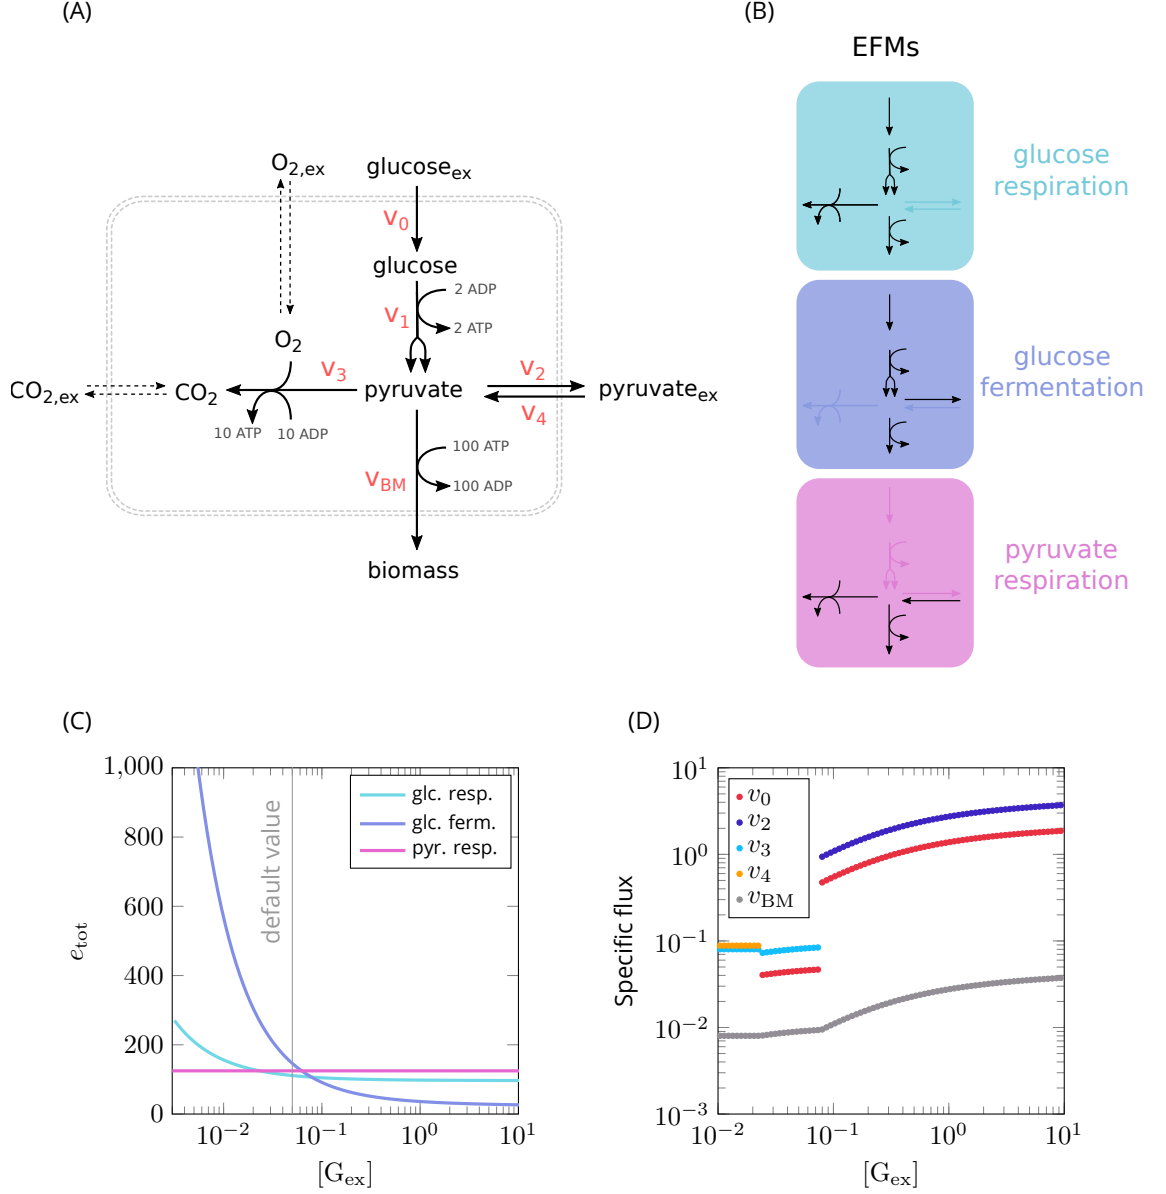 (A)
O2,ex
glucoseex
v0
glucose
2 ADP
v1
2 ATP
O2
v3
v2
CO2,ex
CO2
pyruvate
pyruvateex
v4
10 ATP
10 ADP
100 ATP
vBM
100 ADP
biomass
(B)
EFMs
glucose
respiration
glucose
fermentation
pyruvate
respiration
(C)
1,000
800
600
400
200
0
etot
default value
glc. resp.
glc. ferm.
pyr. resp.
10−2
10−1
100
101
[Gex]
(D)
101
100
10−1
10−2
10−3
Specific flux
v0
v2
v3
v4
vBM
10−2
10−1
100
101
[Gex]